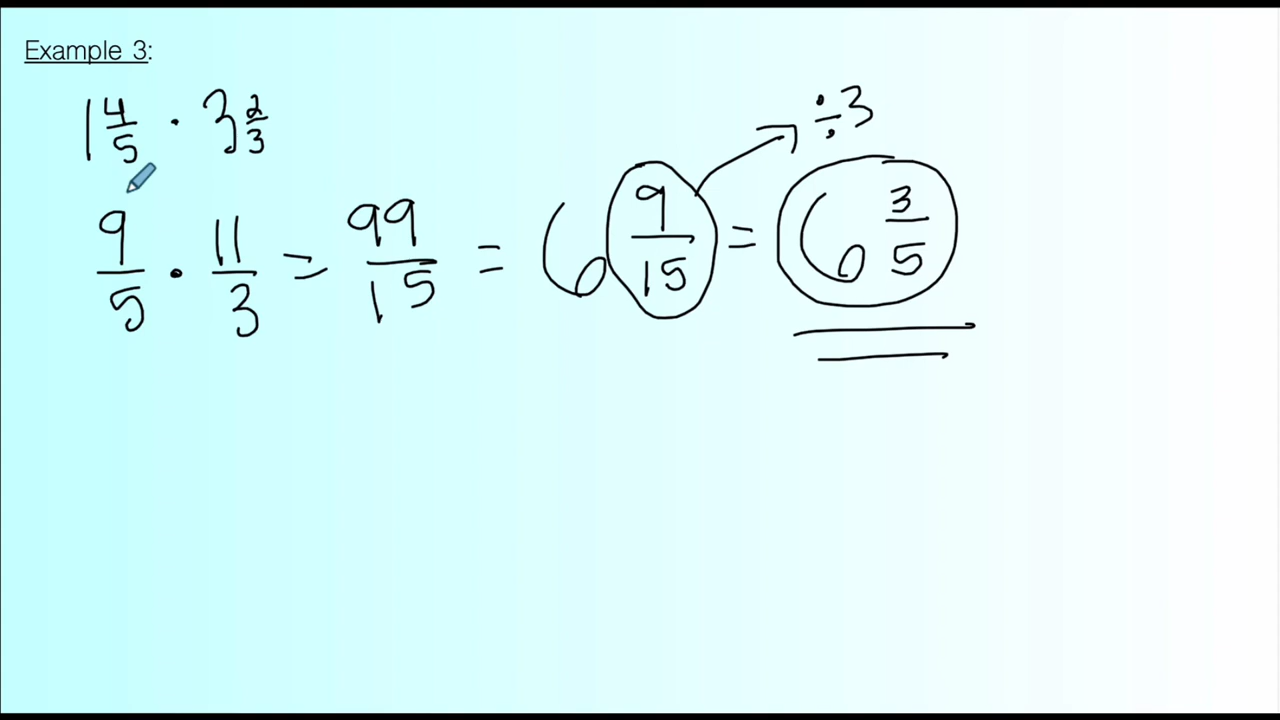 Example 3:
1 4/5 · 3 2/3
÷3
9/5 · 11/3 = 99/15 = 6 9/15 = 6 3/5